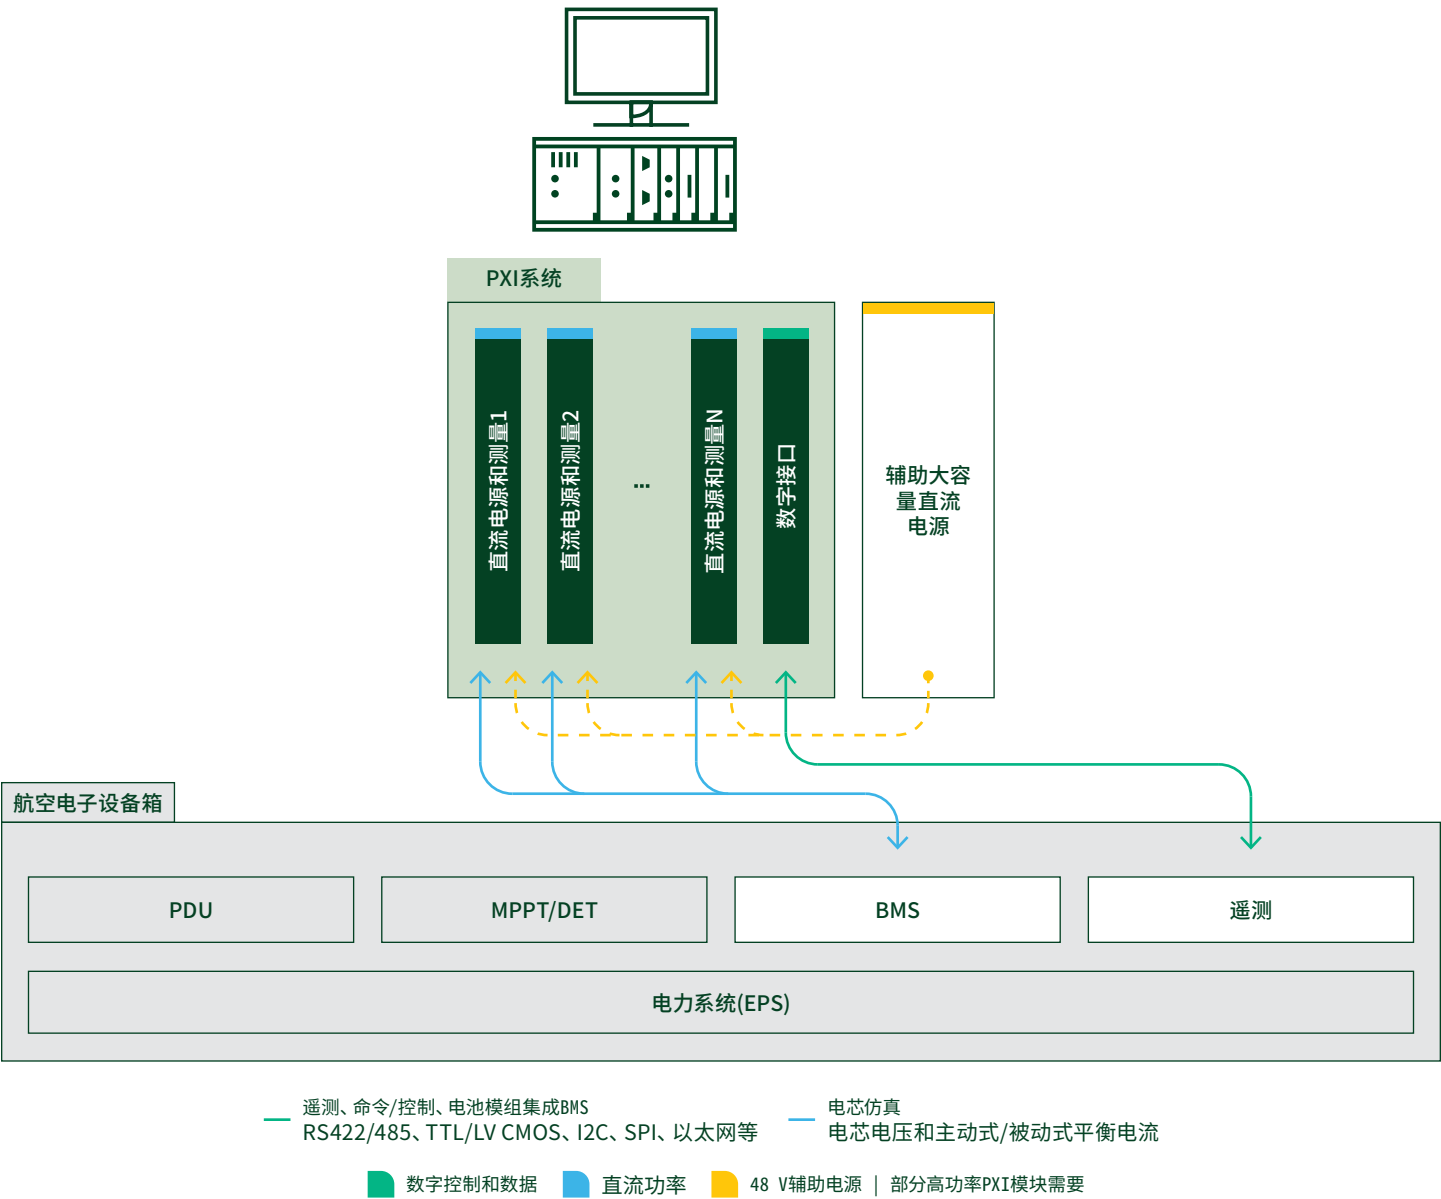 PXI系统
直流电源和测量1
直流电源和测量2
...
直流电源和测量N
数字接口
辅助大容
量直流
电源
航空电子设备箱
PDU
MPPT/DET
BMS
遥测
电力系统(EPS)
遥测、命令/控制、电池模组集成BMS
RS422/485、TTL/LV CMOS、I2C、SPI、以太网等
电芯仿真
电芯电压和主动式/被动式平衡电流
数字控制和数据
直流功率
48 V辅助电源 | 部分高功率PXI模块需要